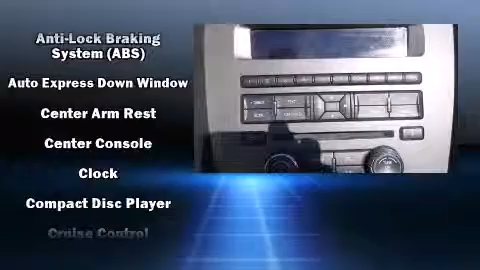 Anti-Lock Braking
System (ABS)
Auto Express Down Window
Center Arm Rest
Center Console
Clock
Compact Disc Player
Cruise Control